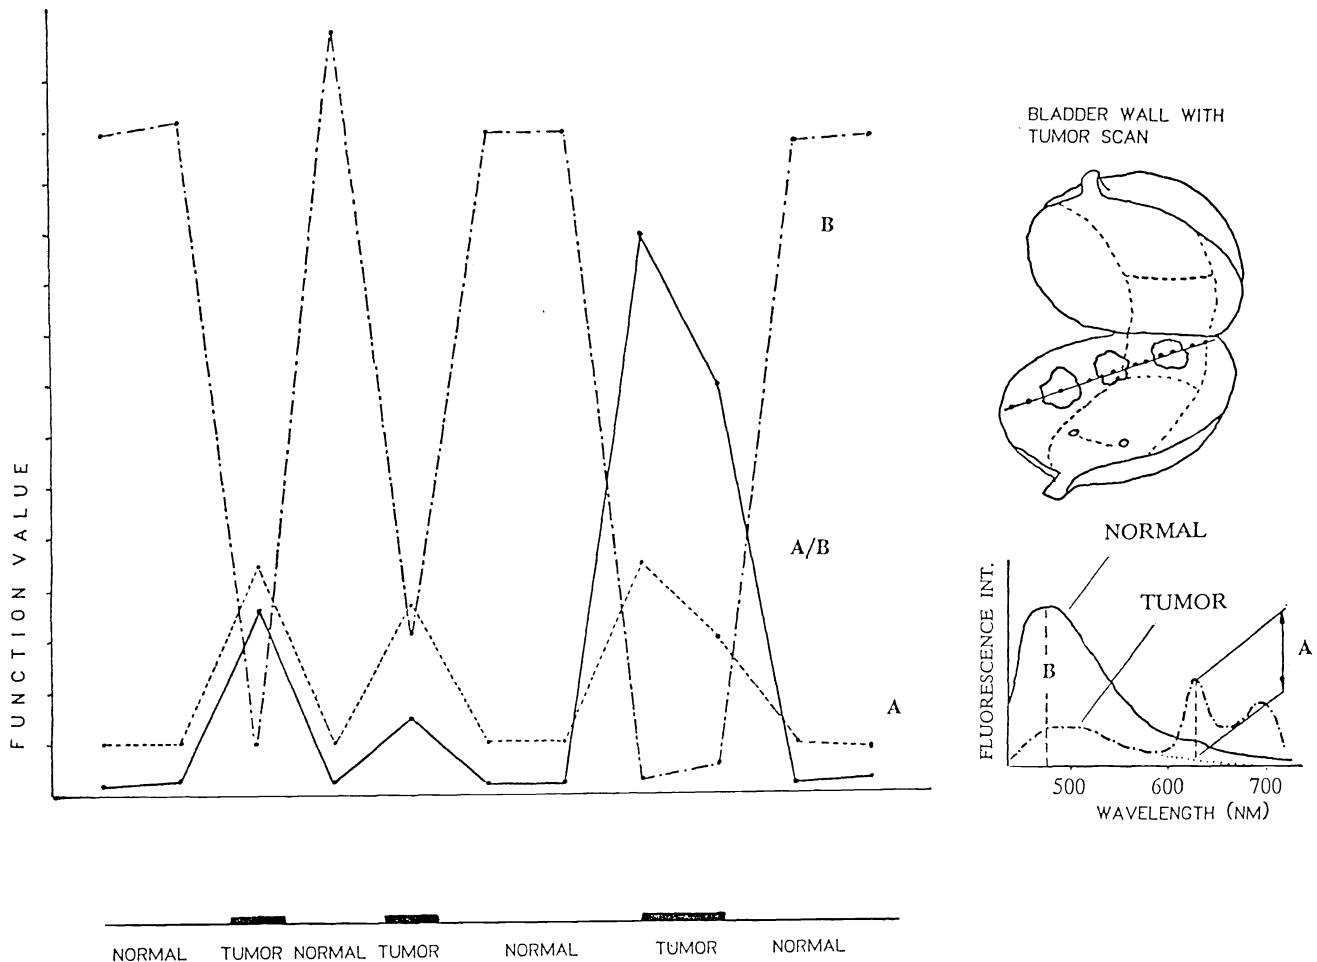 FUNCTION VALUE
B
A/B
A
NORMAL
TUMOR
NORMAL
TUMOR
NORMAL
TUMOR
NORMAL
BLADDER WALL WITH
TUMOR SCAN
NORMAL
TUMOR
A
B
FLUORESCENCE INT.
500
600
700
WAVELENGTH (NM)